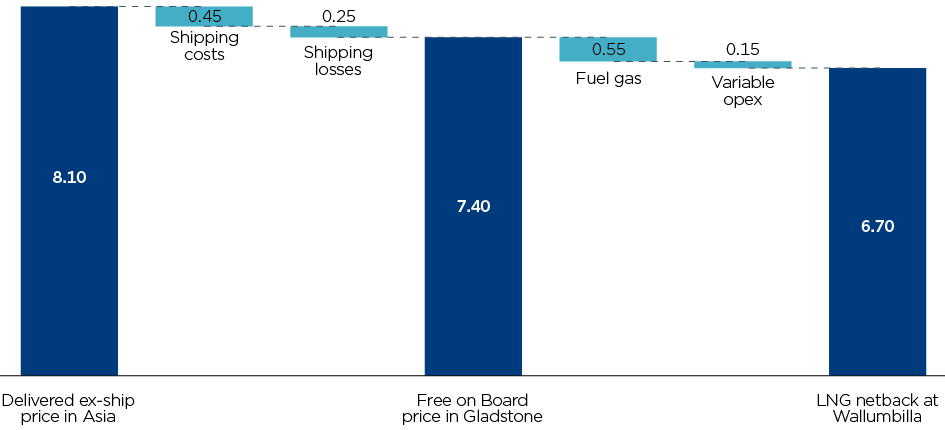 0.45
Shipping
costs
0.25
Shipping
losses
0.55
Fuel gas
0.15
Variable
opex
8.10
7.40
6.70
Delivered ex-ship
price in Asia
Free on Board
price in Gladstone
LNG netback at
Wallumbilla